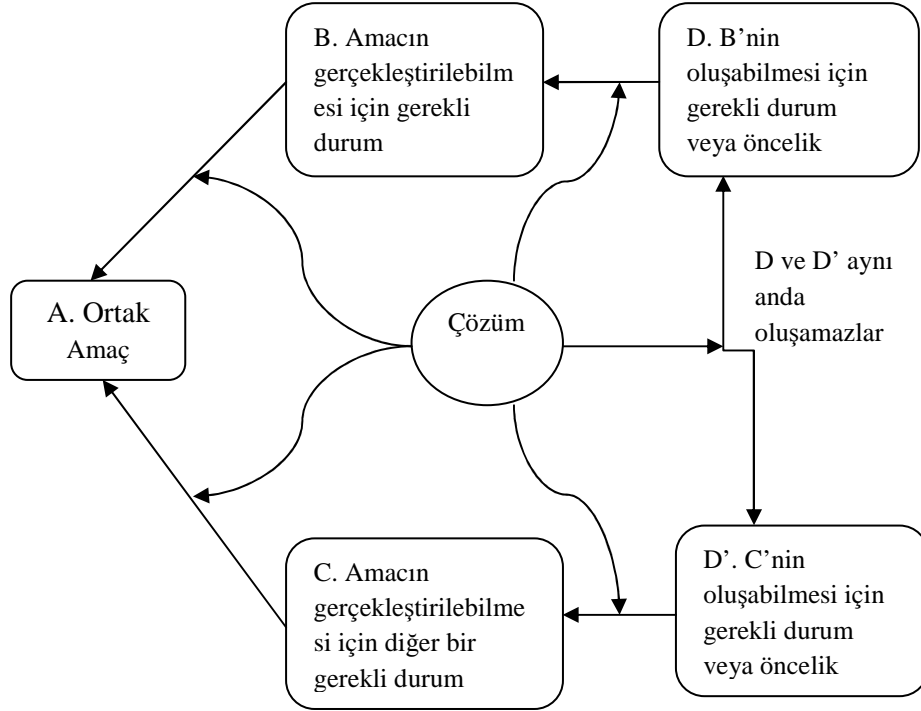 B. Amacın
gerçekleştirilebilm
esi için gerekli
durum
D. B’nin
oluşabilmesi için
gerekli durum
veya öncelik
A. Ortak
Amaç
Çözüm
D ve D’ aynı
anda
oluşamazlar
C. Amacın
gerçekleştirilebilme
si için diğer bir
gerekli durum
D’. C’nin
oluşabilmesi için
gerekli durum
veya öncelik